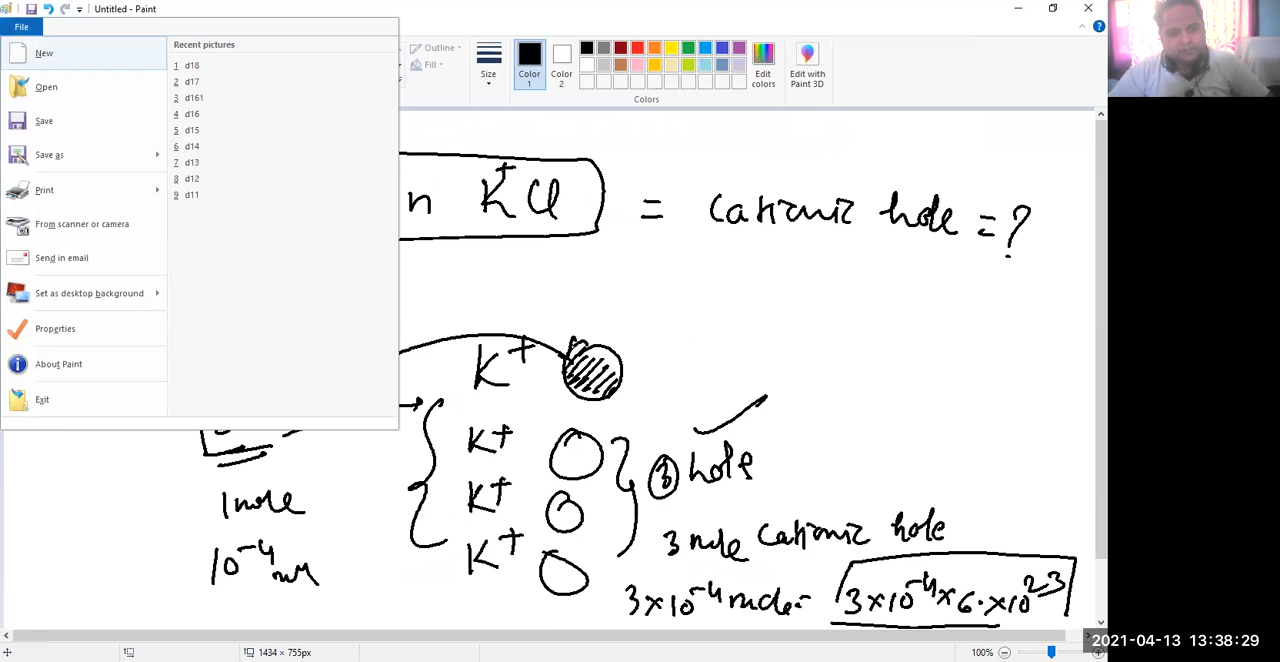 Untitled - Paint
File
New
Open
Save
Save as
Print
From scanner or camera
Send in email
Set as desktop background
Properties
About Paint
Exit
Recent pictures
1 d18
2 d17
3 d161
4 d16
5 d15
6 d14
7 d13
8 d12
9 d11
Outline
Fill
Size
Color 1
Color 2
Edit colors
Edit with Paint 3D
Colors
n K⁺Cl = cationic hole = ?
K⁺
K⁺
K⁺
K⁺
3 hole
1 mole
3 mole cationic hole
10⁻⁴
3×10⁻⁴ mole = 3×10⁻⁴×6.×10²³
1434 × 755px
100%
2021-04-13 13:38:29